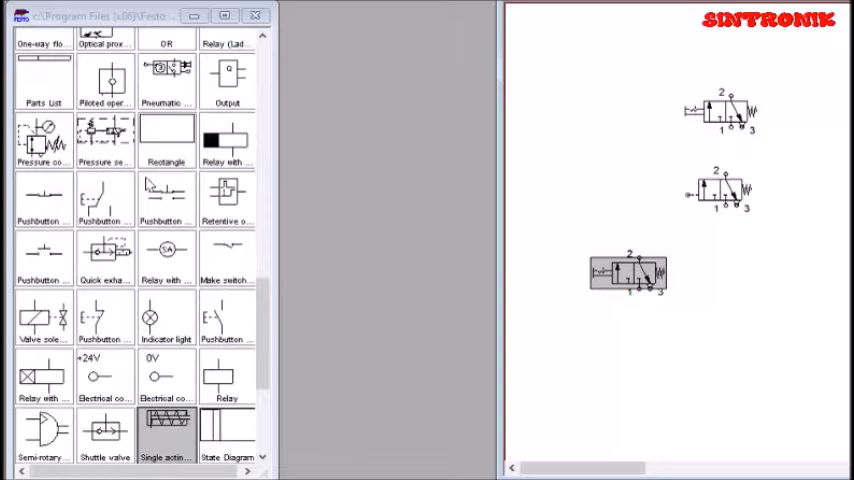 FESTO
c:\Program Files (x86)\Festo
SINTRONIK
One-way flo...
Optical prox...
OR
Relay (Lad...
Parts List
Piloted oper...
Pneumatic ...
Output
Pressure co...
Pressure se...
Rectangle
Relay with ...
Pushbutton ...
Pushbutton ...
Pushbutton ...
Retentive o...
SA
Pushbutton ...
Quick exha...
Relay with ...
Make switch...
Valve sole...
Pushbutton ...
Indicator light
Pushbutton ...
+24V
0V
Relay with ...
Electrical co...
Electrical co...
Relay
Semi-rotary...
Shuttle valve
Single actin...
State Diagram
2
1
3
2
1
3
2
1
3